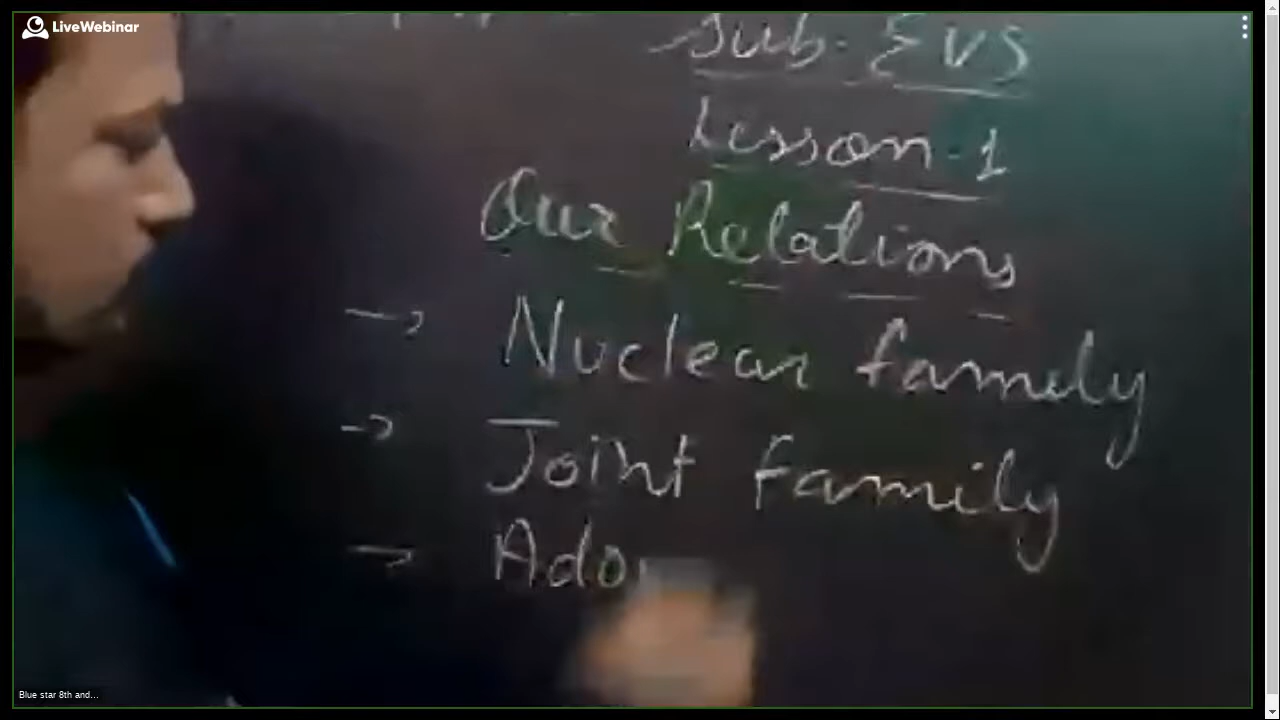 LiveWebinar
Sub. EVS
Lesson-1
Our Relations
→ Nuclear family
→ Joint family
→ Ado
Blue star 8th and...